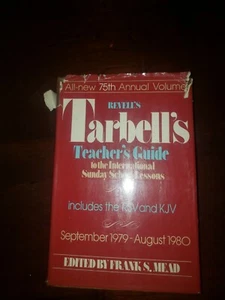 All-new 75th Annual Volume
REVELL'S
Tarbell's
Teacher's Guide
to the International
Sunday School Lessons
includes the RSV and KJV
September 1979-August 1980
EDITED BY FRANK S. MEAD